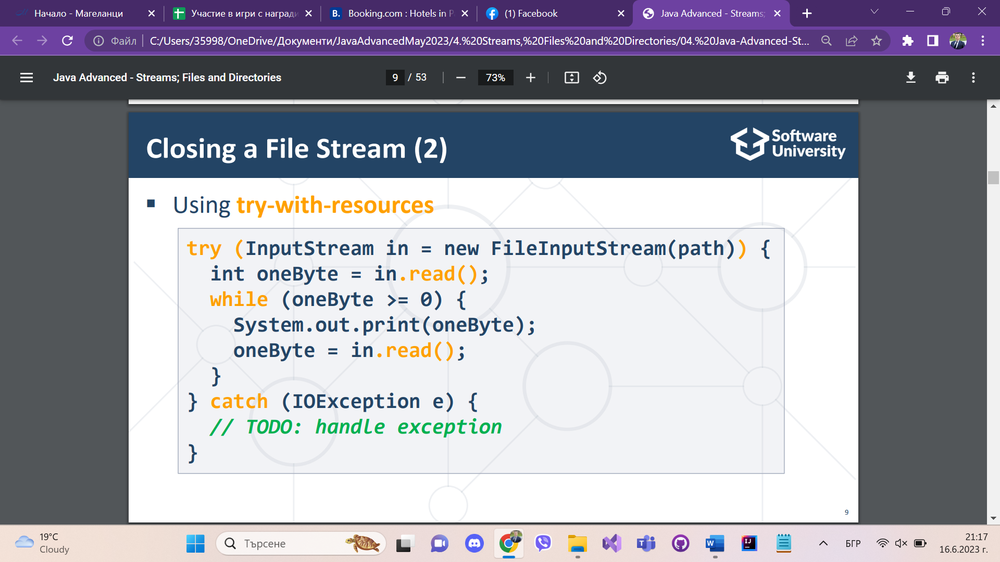 Начало - Магеланци
Участие в игри с награди
Booking.com : Hotels in P
(1) Facebook
Java Advanced - Streams;
Файл
C:/Users/35998/OneDrive/Документи/JavaAdvancedMay2023/4.%20Streams,%20Files%20and%20Directories/04.%20Java-Advanced-St...
Java Advanced - Streams; Files and Directories
9 / 53
73%
Closing a File Stream (2)
Software
University
Using try-with-resources
try (InputStream in = new FileInputStream(path)) {
int oneByte = in.read();
while (oneByte >= 0) {
System.out.print(oneByte);
oneByte = in.read();
}
} catch (IOException e) {
// TODO: handle exception
}
9
19°C
Cloudy
Търсене
БГР
21:17
16.6.2023 г.